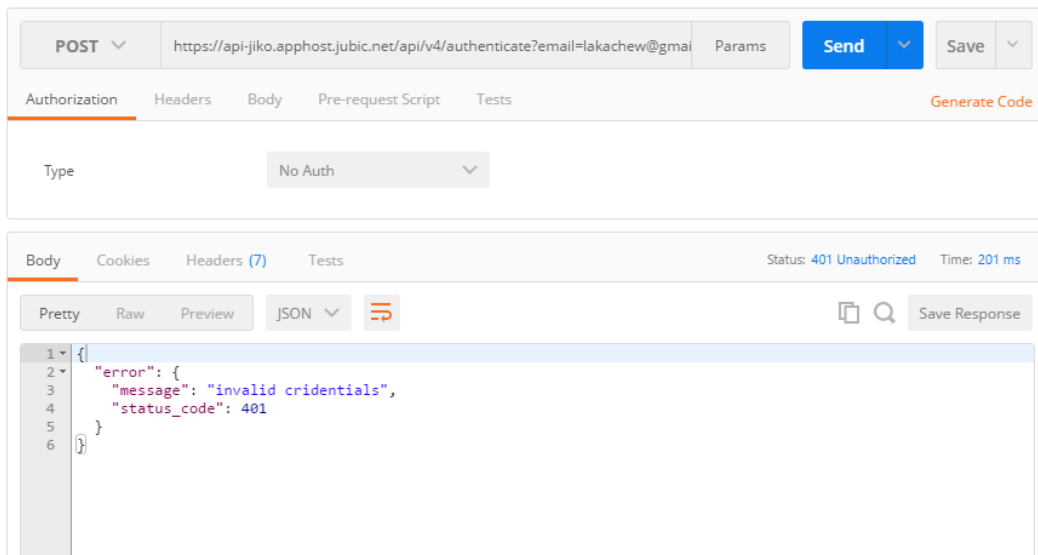 POST https://api-jiko.apphost.jubic.net/api/v4/authenticate?email=lakachew@gmai Params Send Save
Authorization Headers Body Pre-request Script Tests Generate Code
Type No Auth
Body Cookies Headers (7) Tests Status: 401 Unauthorized Time: 201 ms
Pretty Raw Preview JSON Save Response
1 {
2 "error": {
3 "message": "invalid cridentials",
4 "status_code": 401
5 }
6 }